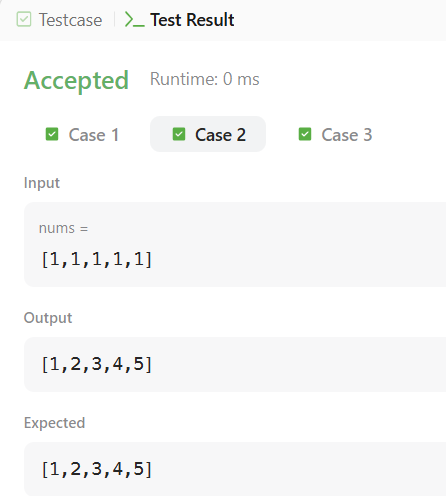 Testcase
Test Result
Accepted
Runtime: 0 ms
Case 1
Case 2
Case 3
Input
nums =
[1,1,1,1,1]
Output
[1,2,3,4,5]
Expected
[1,2,3,4,5]